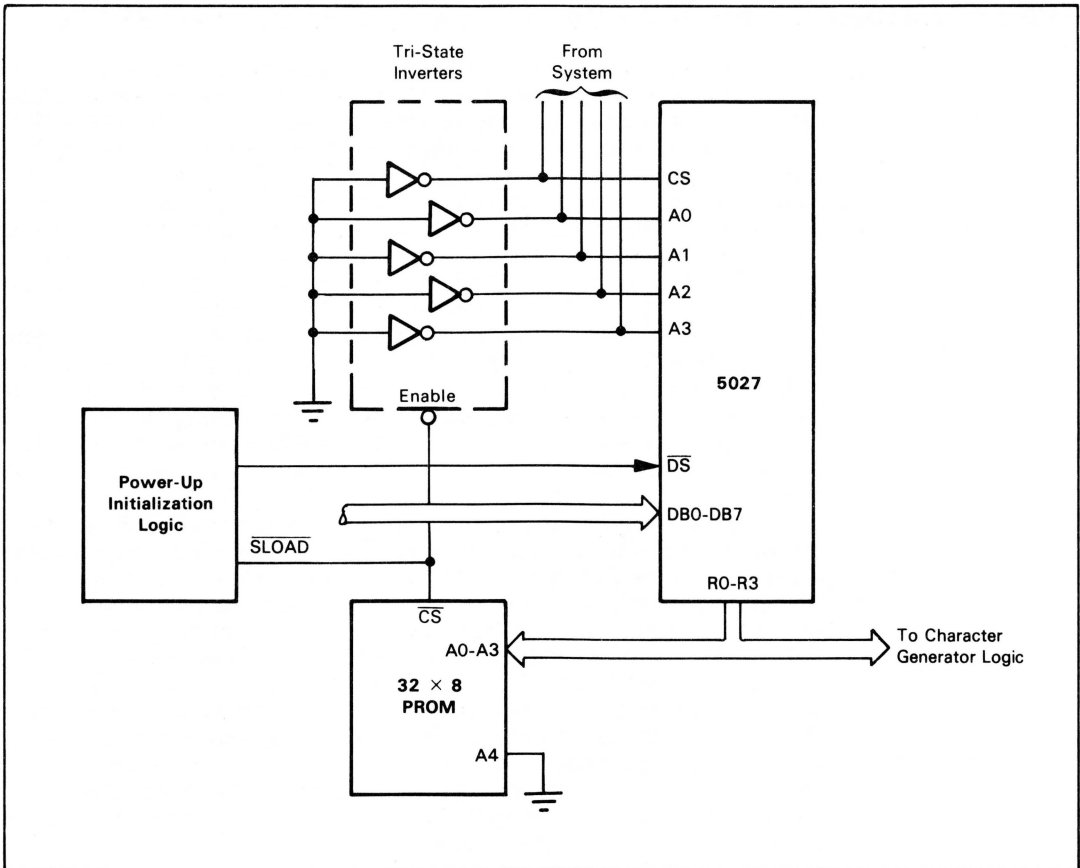 Tri-State
Inverters
From
System
CS
A0
A1
A2
A3
5027
Enable
Power-Up
Initialization
Logic
DS
DB0-DB7
SLOAD
R0-R3
CS
A0-A3
To Character
Generator Logic
32 × 8
PROM
A4